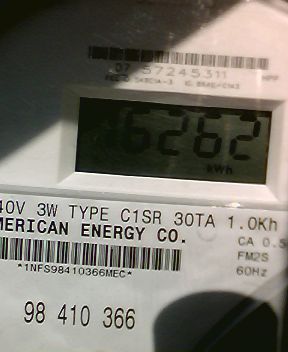 07 57245311
6262
kWh
40V 3W TYPE C1SR 30TA 1.0Kh
MERICAN ENERGY CO.
CA 0.5
FM2S
60Hz
*1NFS98410366MEC*
98 410 366